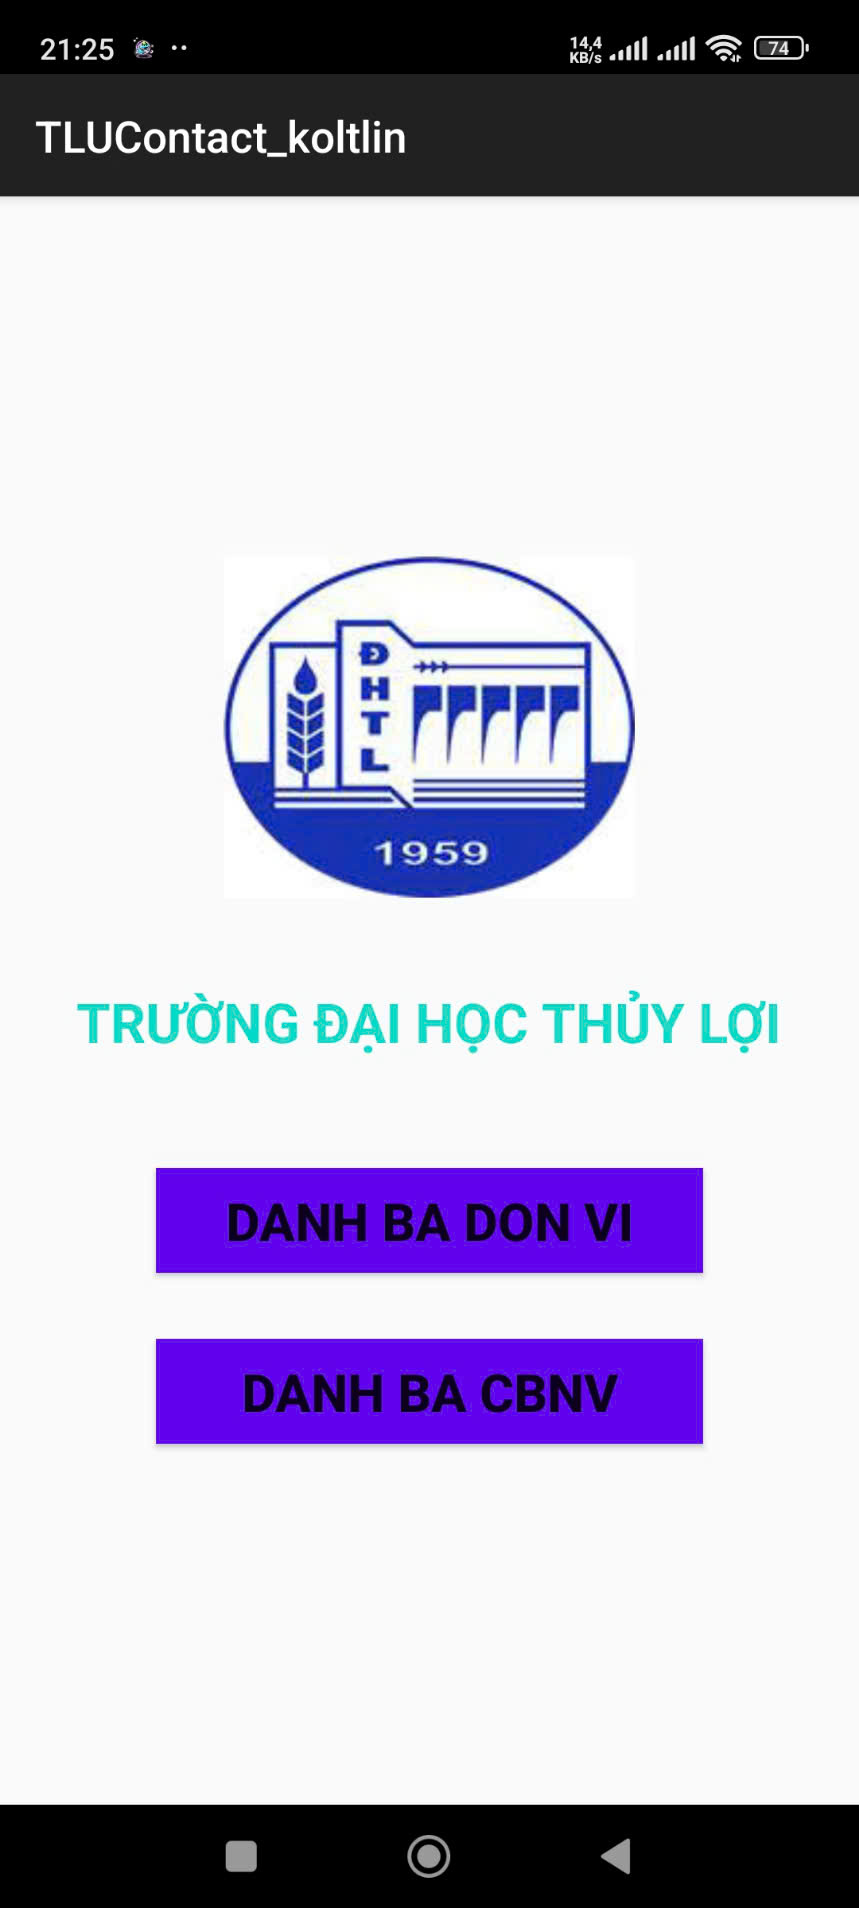 21:25
14,4
KB/s
74
TLUContact_koltlin
Đ
H
T
L
1959
TRƯỜNG ĐẠI HỌC THỦY LỢI
DANH BA DON VI
DANH BA CBNV